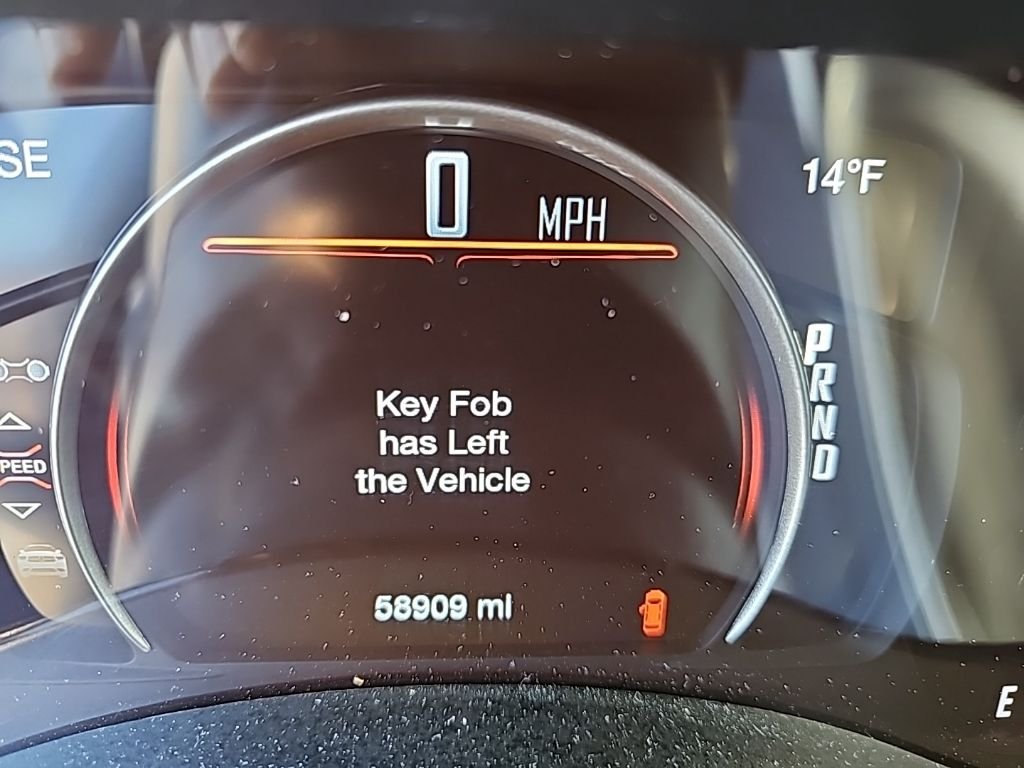 SE
0 MPH
14°F
P
R
N
D
PEED
Key Fob
has Left
the Vehicle
58909 mi
E